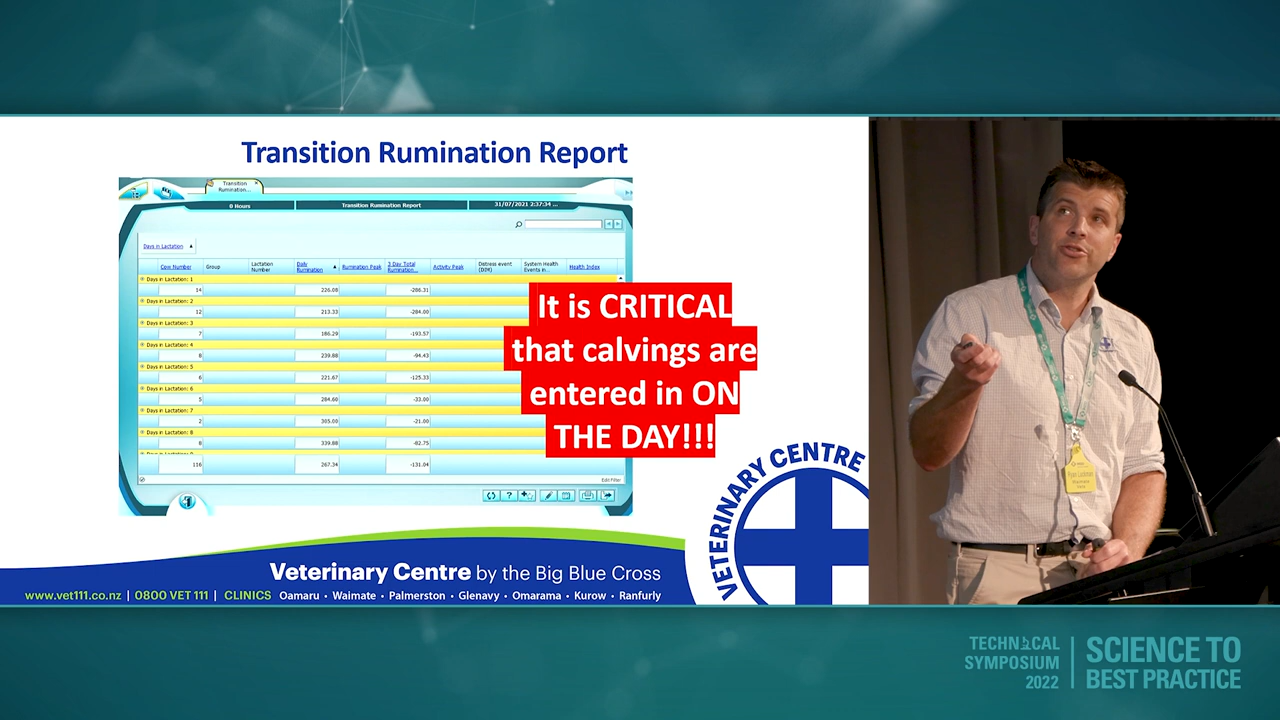 Transition Rumination Report
Transition
Rumination...
0 Hours
Transition Rumination Report
31/07/2021 2:37:34 ...
Days in Lactation
Cow Number
Group
Lactation
Number
Daily
Rumination
Rumination Peak
3 Day Total
Rumination...
Activity Peak
Distress event
(DIM)
System Health
Events in...
Health Index
Days in Lactation: 1
14 226.08 -286.31
Days in Lactation: 2
12 213.33 -284.00
Days in Lactation: 3
7 186.29 -193.57
Days in Lactation: 4
8 239.88 -94.43
Days in Lactation: 5
6 221.67 -125.33
Days in Lactation: 6
5 284.60 -33.00
Days in Lactation: 7
2 305.00 -21.00
Days in Lactation: 8
8 339.88 -82.75
116 267.34 -131.04
Edit Filter
It is CRITICAL
that calvings are
entered in ON
THE DAY!!!
VETERINARY CENTRE
Veterinary Centre by the Big Blue Cross
www.vet111.co.nz | 0800 VET 111 | CLINICS Oamaru • Waimate • Palmerston • Glenavy • Omarama • Kurow • Ranfurly
TECHNICAL
SYMPOSIUM
2022
SCIENCE TO
BEST PRACTICE